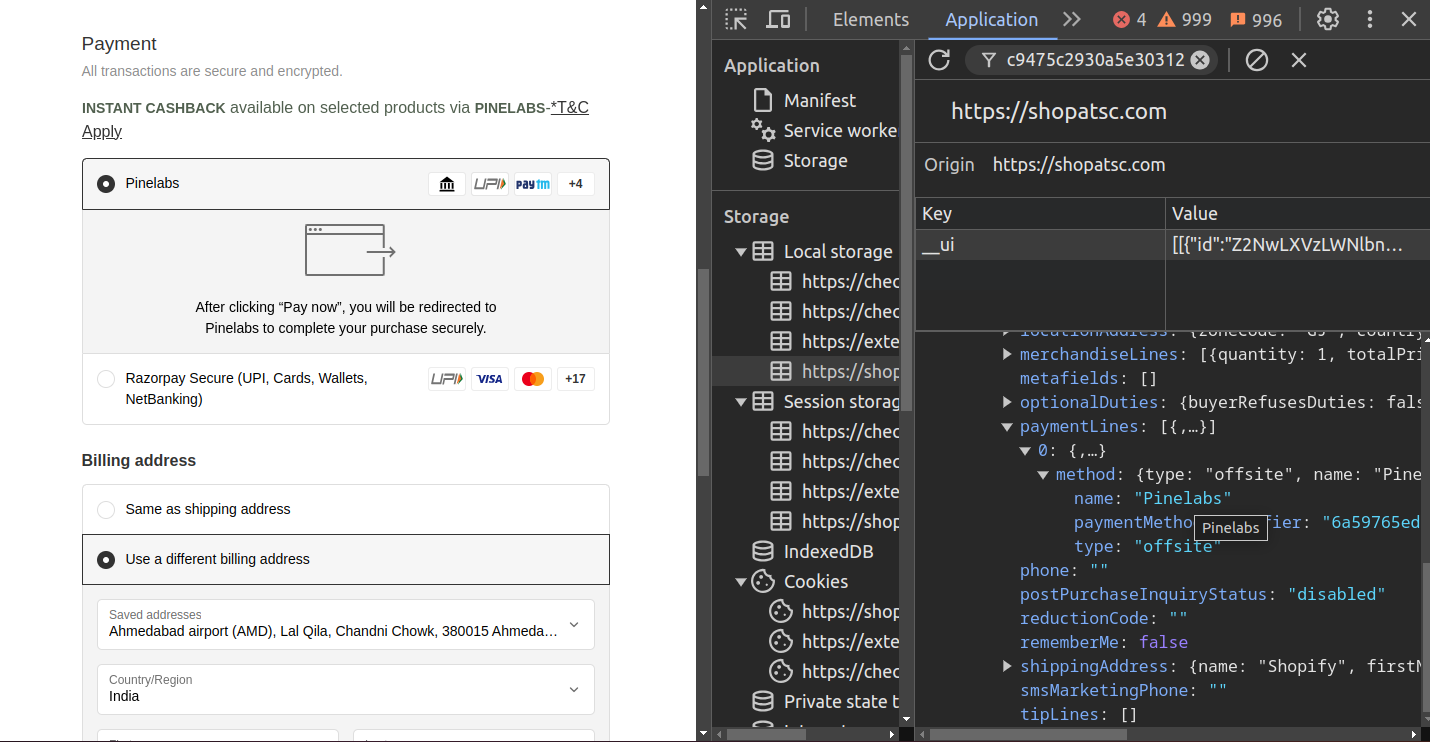 Payment
All transactions are secure and encrypted.
INSTANT CASHBACK available on selected products via PINELABS-*T&C
Apply
Pinelabs
UPI
paytm
+4
After clicking “Pay now”, you will be redirected to
Pinelabs to complete your purchase securely.
Razorpay Secure (UPI, Cards, Wallets,
NetBanking)
UPI
VISA
+17
Billing address
Same as shipping address
Use a different billing address
Saved addresses
Ahmedabad airport (AMD), Lal Qila, Chandni Chowk, 380015 Ahmeda…
Country/Region
India
Elements
Application
4
999
996
Application
Manifest
Service worke
Storage
Storage
Local storage
https://chec
https://chec
https://exte
https://shop
Session storag
https://chec
https://chec
https://exte
https://shop
IndexedDB
Cookies
https://shop
https://exte
https://chec
Private state t
c9475c2930a5e30312
https://shopatsc.com
Origin https://shopatsc.com
Key Value
__ui [[{"id":"Z2NwLXVzLWNlbn…
locationAddress: {zoneCode: "GJ", country
merchandiseLines: [{quantity: 1, totalPri
metafields: []
optionalDuties: {buyerRefusesDuties: fals
paymentLines: [{,…}]
0: {,…}
method: {type: "offsite", name: "Pine
name: "Pinelabs"
paymentMetho fier: "6a59765ed
Pinelabs
type: "offsite"
phone: ""
postPurchaseInquiryStatus: "disabled"
reductionCode: ""
rememberMe: false
shippingAddress: {name: "Shopify", firstN
smsMarketingPhone: ""
tipLines: []